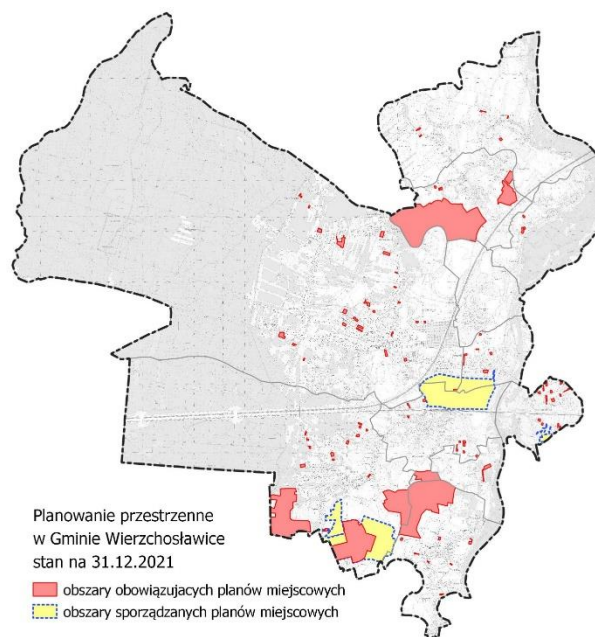 Planowanie przestrzenne
w Gminie Wierzchosławice
stan na 31.12.2021
obszary obowiązujacych planów miejscowych
obszary sporządzanych planów miejscowych